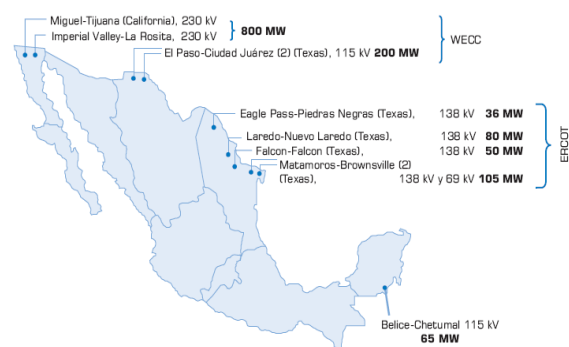 Miguel-Tijuana (California), 230 kV
Imperial Valley-La Rosita, 230 kV
800 MW
El Paso-Ciudad Juárez (2) (Texas), 115 kV 200 MW
WECC
Eagle Pass-Piedras Negras (Texas), 138 kV 36 MW
Laredo-Nuevo Laredo (Texas), 138 kV 80 MW
Falcon-Falcon (Texas), 138 kV 50 MW
Matamoros-Brownsville (2)
(Texas), 138 kV y 69 kV 105 MW
ERCOT
Belice-Chetumal 115 kV
65 MW